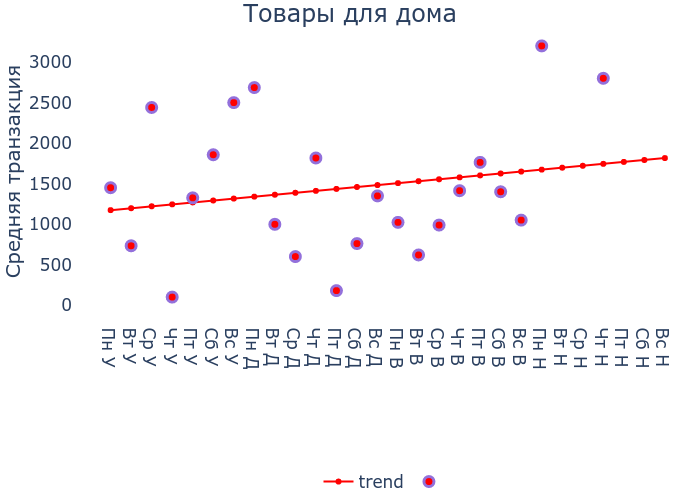 Товары для дома
Средняя транзакция
3000
2500
2000
1500
1000
500
0
Пн У
Вт У
Ср У
Чт У
Пт У
Сб У
Вс У
Пн Д
Вт Д
Ср Д
Чт Д
Пт Д
Сб Д
Вс Д
Пн В
Вт В
Ср В
Чт В
Пт В
Сб В
Вс В
Пн Н
Вт Н
Ср Н
Чт Н
Пт Н
Сб Н
Вс Н
trend